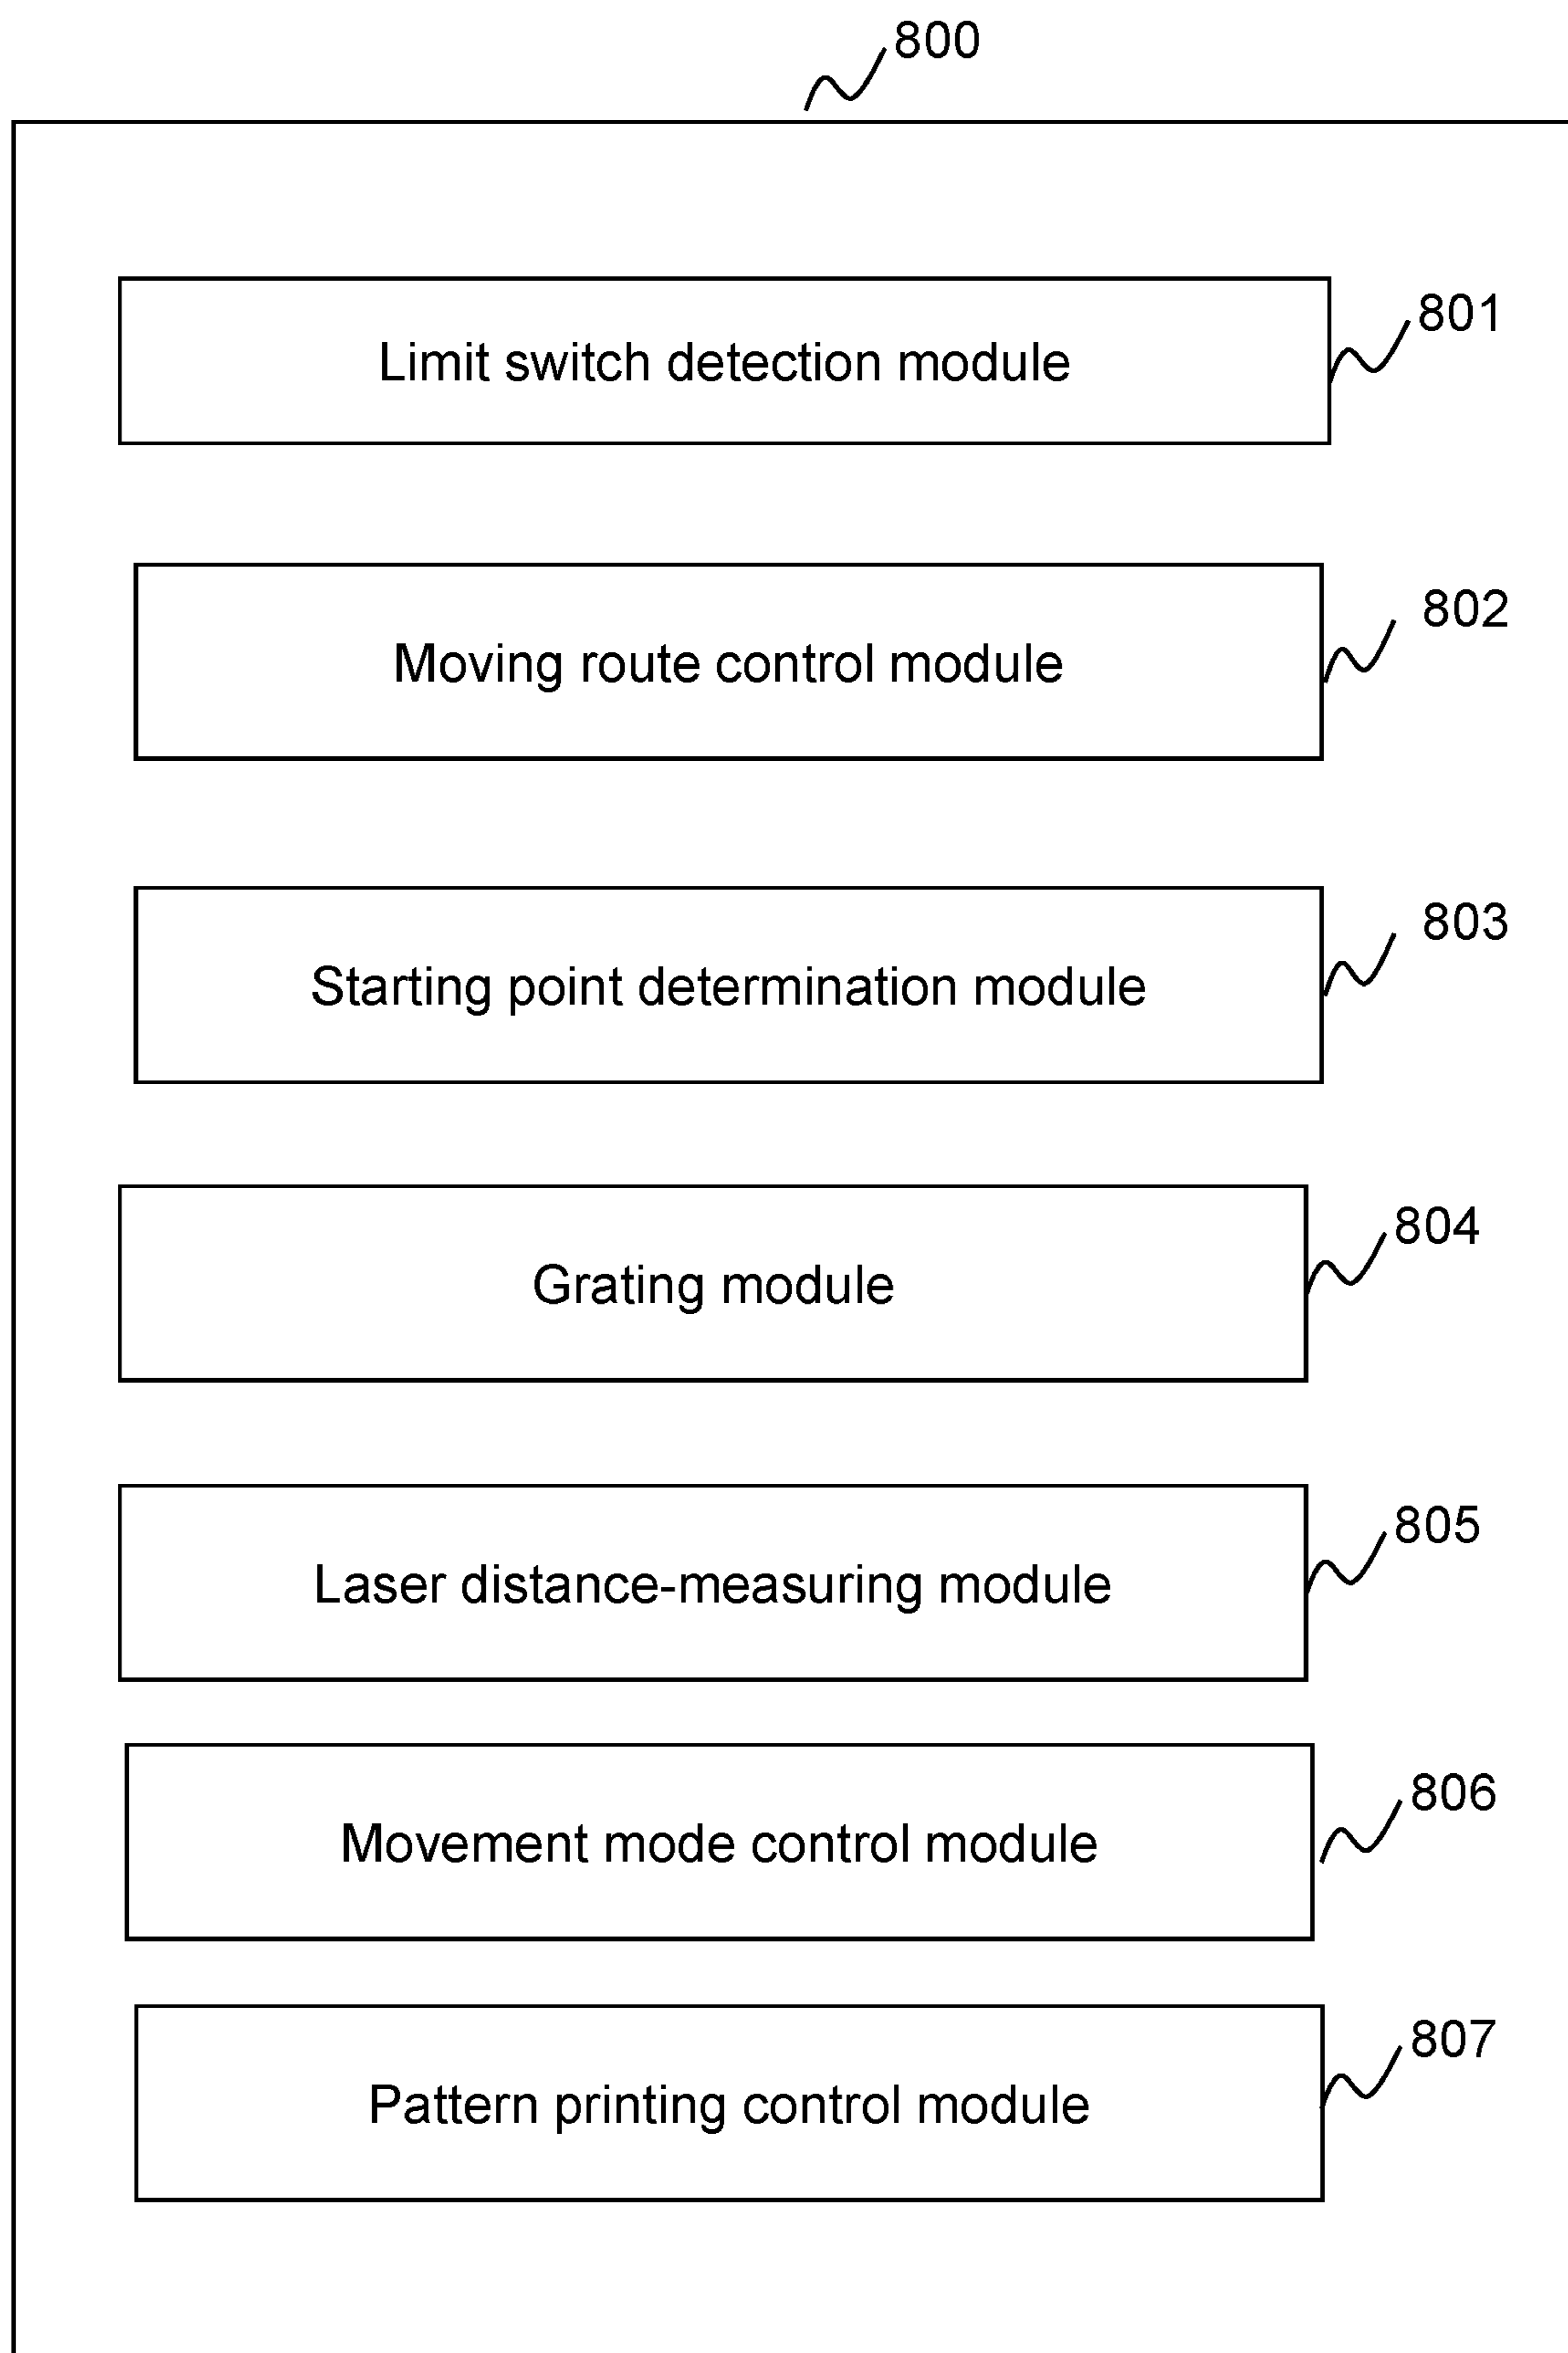 800
801
Limit switch detection module
802
Moving route control module
803
Starting point determination module
804
Grating module
805
Laser distance-measuring module
806
Movement mode control module
807
Pattern printing control module